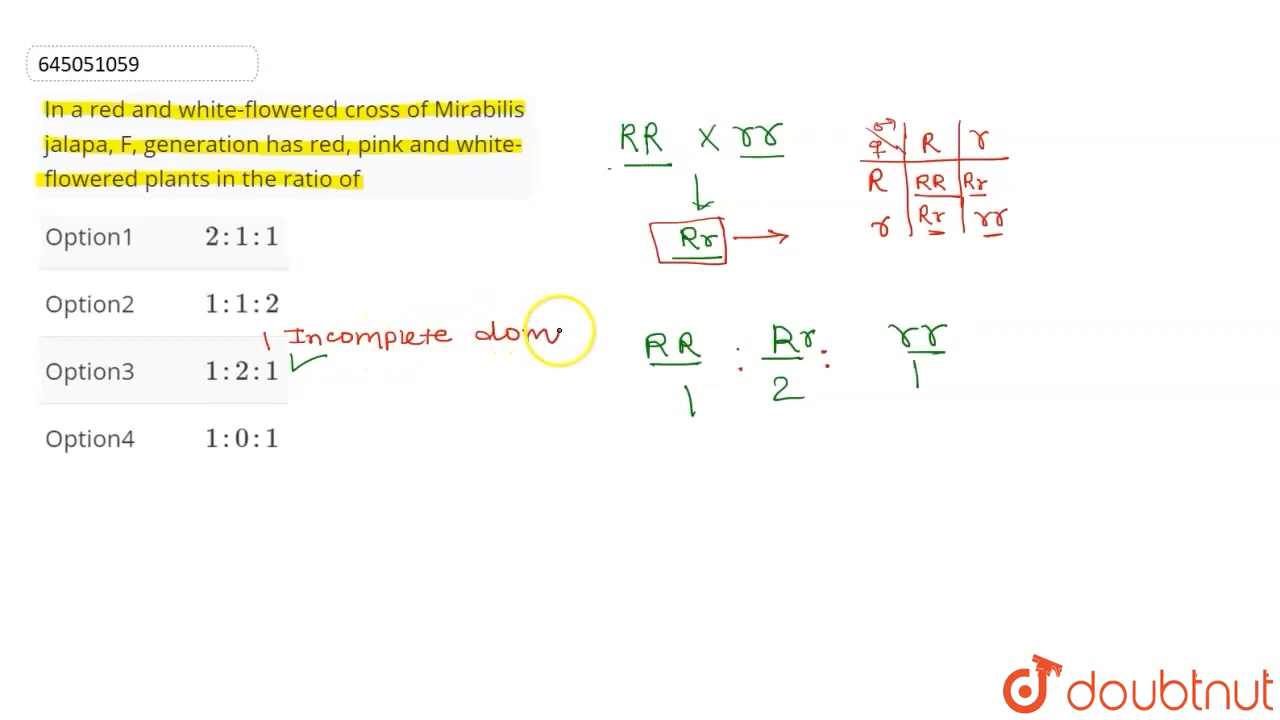 645051059
In a red and white-flowered cross of Mirabilis
jalapa, F, generation has red, pink and white-
flowered plants in the ratio of
Option1 2 : 1 : 1
Option2 1 : 1 : 2
Option3 1 : 2 : 1
Option4 1 : 0 : 1
Incomplete dom
RR X rr
Rr
R r
R RR Rr
r Rr rr
RR : Rr : rr
1 2 1
doubtnut